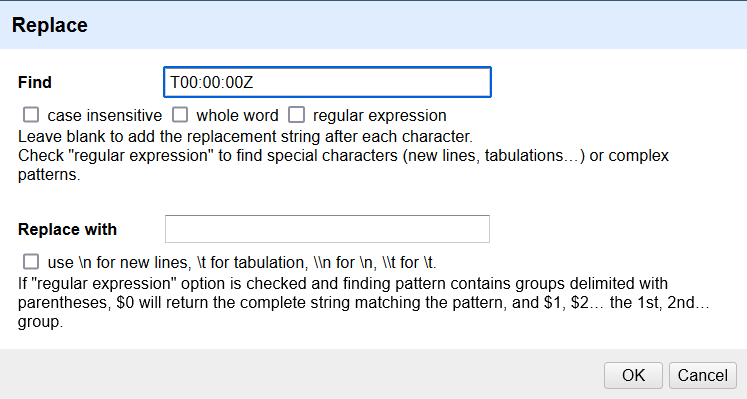 Replace
Find T00:00:00Z
case insensitive whole word regular expression
Leave blank to add the replacement string after each character.
Check "regular expression" to find special characters (new lines, tabulations…) or complex
patterns.
Replace with
use \n for new lines, \t for tabulation, \\n for \n, \\t for \t.
If "regular expression" option is checked and finding pattern contains groups delimited with
parentheses, $0 will return the complete string matching the pattern, and $1, $2… the 1st, 2nd…
group.
OK Cancel